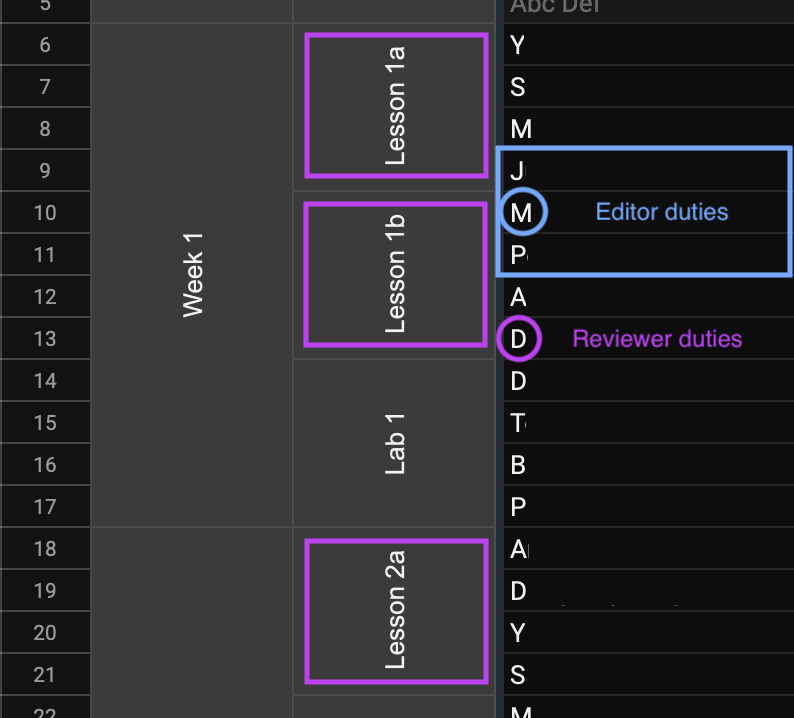 5
Abc Def
6
Y
7
S
8
M
9
J
10
M
Editor duties
11
P
12
A
13
D
Reviewer duties
14
D
15
T
16
B
17
P
18
A
19
D
20
Y
21
S
22
M
Week 1
Lesson 1a
Lesson 1b
Lab 1
Lesson 2a